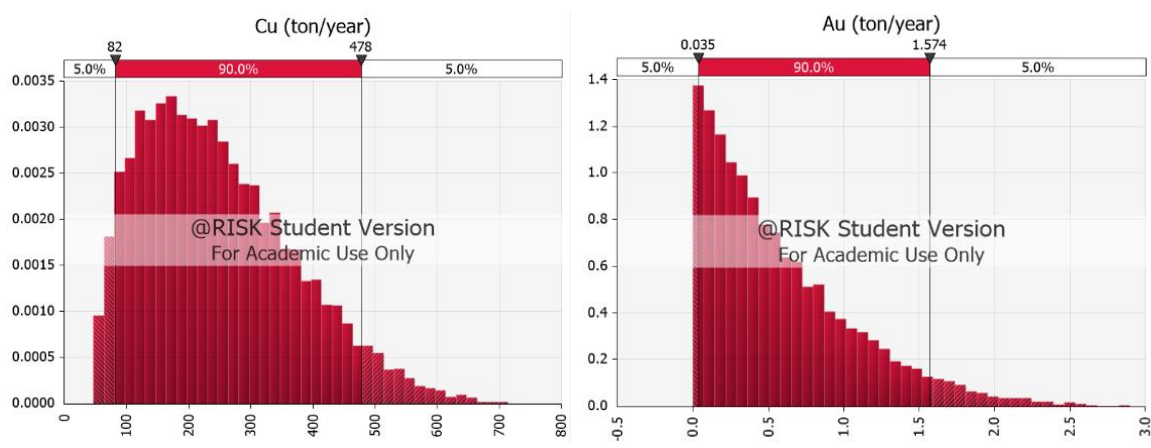 Cu (ton/year)
82 478
5.0% 90.0% 5.0%
0.0035
0.0030
0.0025
0.0020
0.0015
0.0010
0.0005
0.0000
@RISK Student Version
For Academic Use Only
0 100 200 300 400 500 600 700 800
Au (ton/year)
0.035 1.574
5.0% 90.0% 5.0%
1.4
1.2
1.0
0.8
0.6
0.4
0.2
0.0
@RISK Student Version
For Academic Use Only
-0.5 0.0 0.5 1.0 1.5 2.0 2.5 3.0